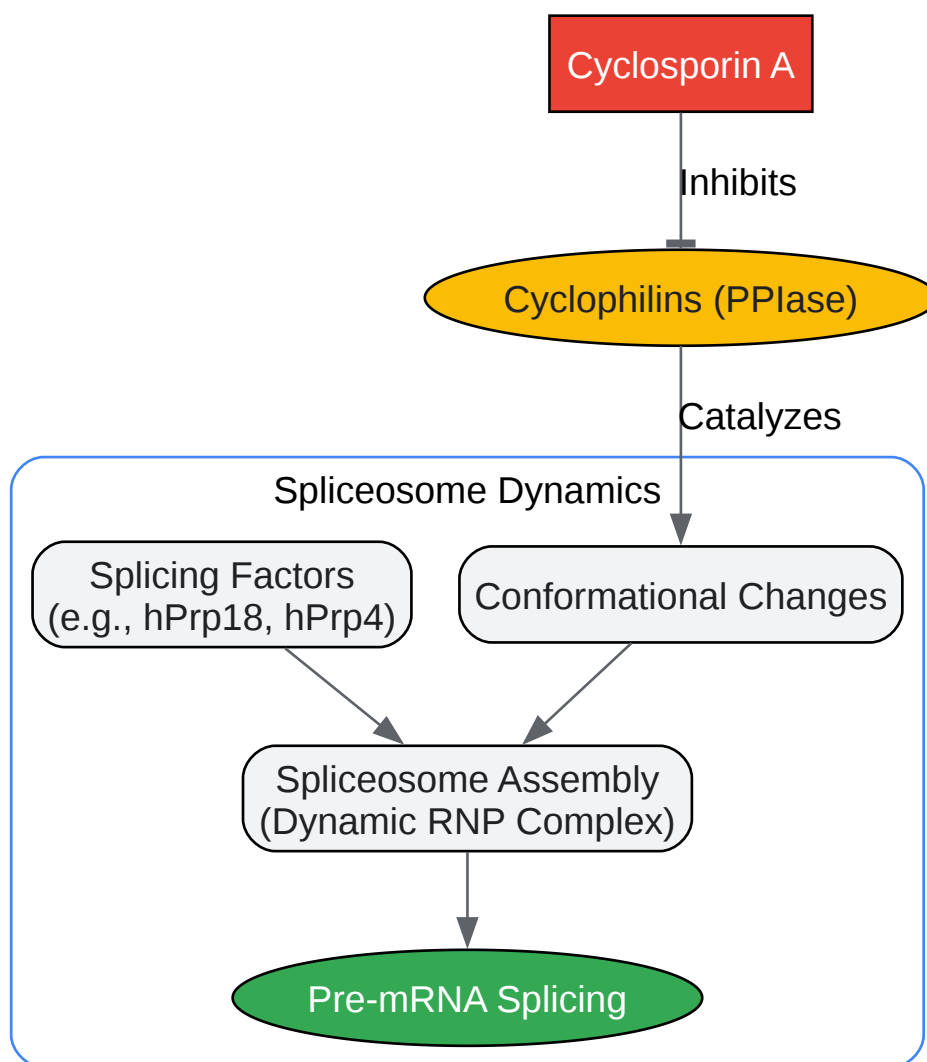 Cyclosporin A
Inhibits
Cyclophilins (PPIase)
Catalyzes
Spliceosome Dynamics
Splicing Factors
(e.g., hPrp18, hPrp4)
Conformational Changes
Spliceosome Assembly
(Dynamic RNP Complex)
Pre-mRNA Splicing